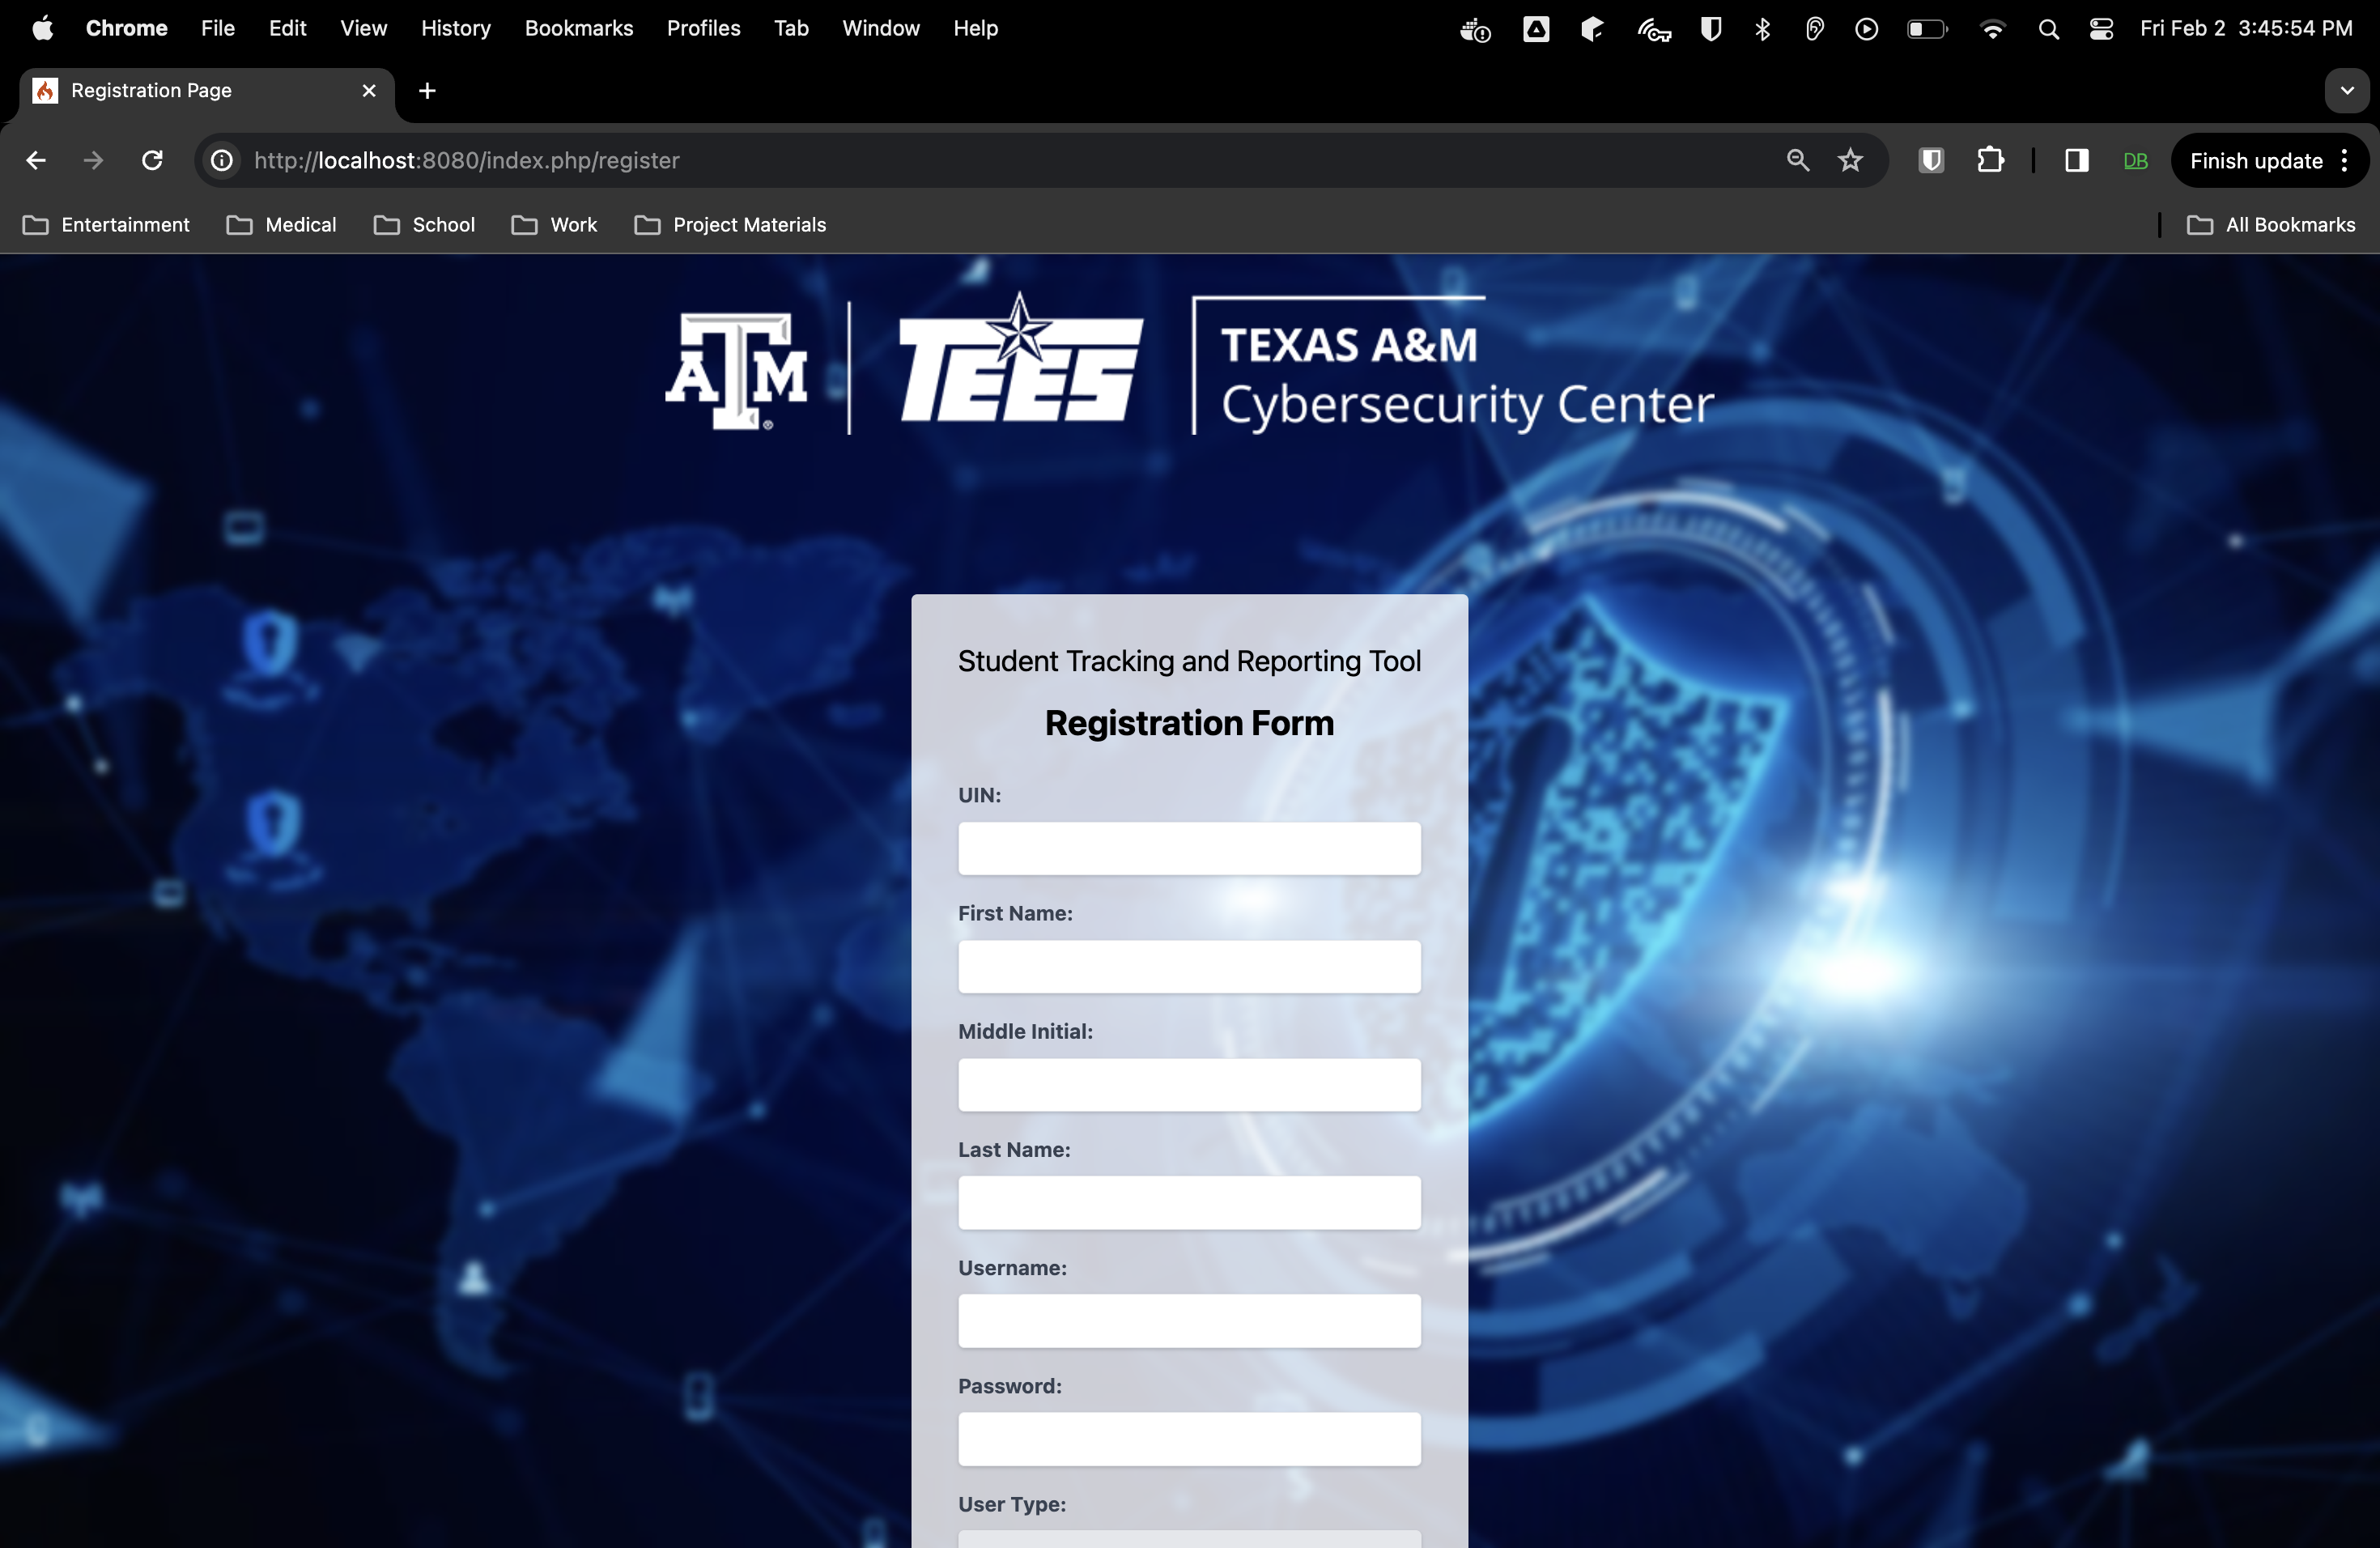 Chrome File Edit View History Bookmarks Profiles Tab Window Help Fri Feb 2 3:45:54 PM
Registration Page
http://localhost:8080/index.php/register DB Finish update
Entertainment Medical School Work Project Materials All Bookmarks
ATM® TEES TEXAS A&M
Cybersecurity Center
Student Tracking and Reporting Tool
Registration Form
UIN:
First Name:
Middle Initial:
Last Name:
Username:
Password:
User Type: